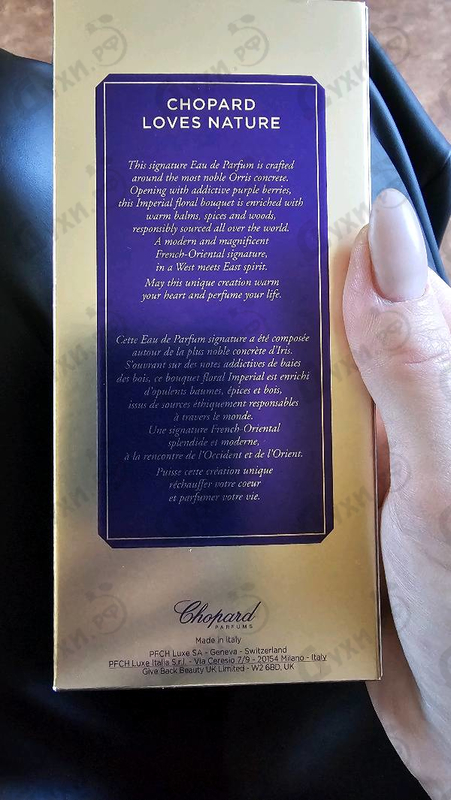 CHOPARD
LOVES NATURE
This signature Eau de Parfum is crafted
around the most noble Orris concrete.
Opening with addictive purple berries,
this Imperial floral bouquet is enriched with
warm balms, spices and woods,
responsibly sourced all over the world.
A modern and magnificent
French-Oriental signature,
in a West meets East spirit.
May this unique creation warm
your heart and perfume your life.
Cette Eau de Parfum signature a été composée
autour de la plus noble concrète d'Iris.
S'ouvrant sur des notes addictives de baies
des bois, ce bouquet floral Imperial est enrichi
d'opulents baumes, épices et bois,
issus de sources éthiquement responsables
à travers le monde.
Une signature French-Oriental
splendide et moderne,
à la rencontre de l'Occident et de l'Orient.
Puisse cette création unique
réchauffer votre coeur
et parfumer votre vie.
Chopard
PARFUMS
Made in Italy
PFCH Luxe SA - Geneva - Switzerland
PFCH Luxe Italia S.r.l. - Via Ceresio 7/9 - 20154 Milano - Italy
Give Back Beauty UK Limited - W2 6BD, UK